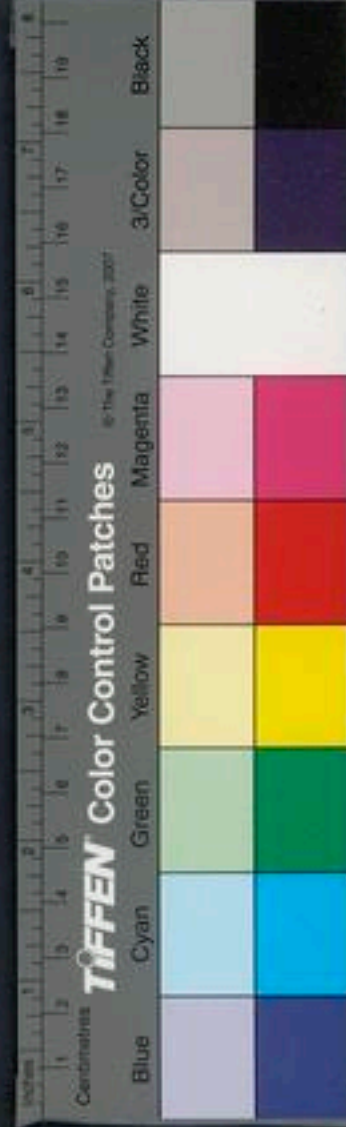 Inches 1 2 3 4 5 6 7 8
1 2 3 4 5 6 7 8 9 10 11 12 13 14 15 16 17 18 19
Centimetres
TIFFEN Color Control Patches © The Tiffen Company, 2007
Blue Cyan Green Yellow Red Magenta White 3/Color Black